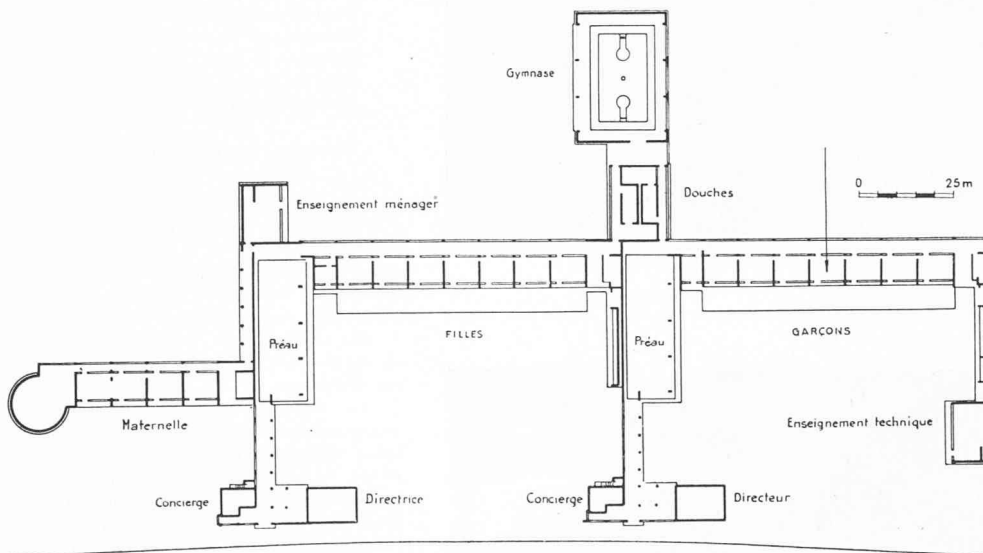 Gymnase
0 25m
Douches
Enseignement ménager
FILLES
GARÇONS
Préau
Préau
Maternelle
Enseignement technique
Concierge
Directrice
Concierge
Directeur